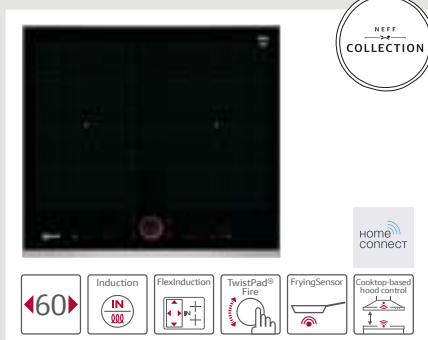 NEFF
COLLECTION
HOME
CONNECT
60
Induction
IN
FlexInduction
IN
TwistPad®
Fire
FryingSensor
Cooktop-based
hood control